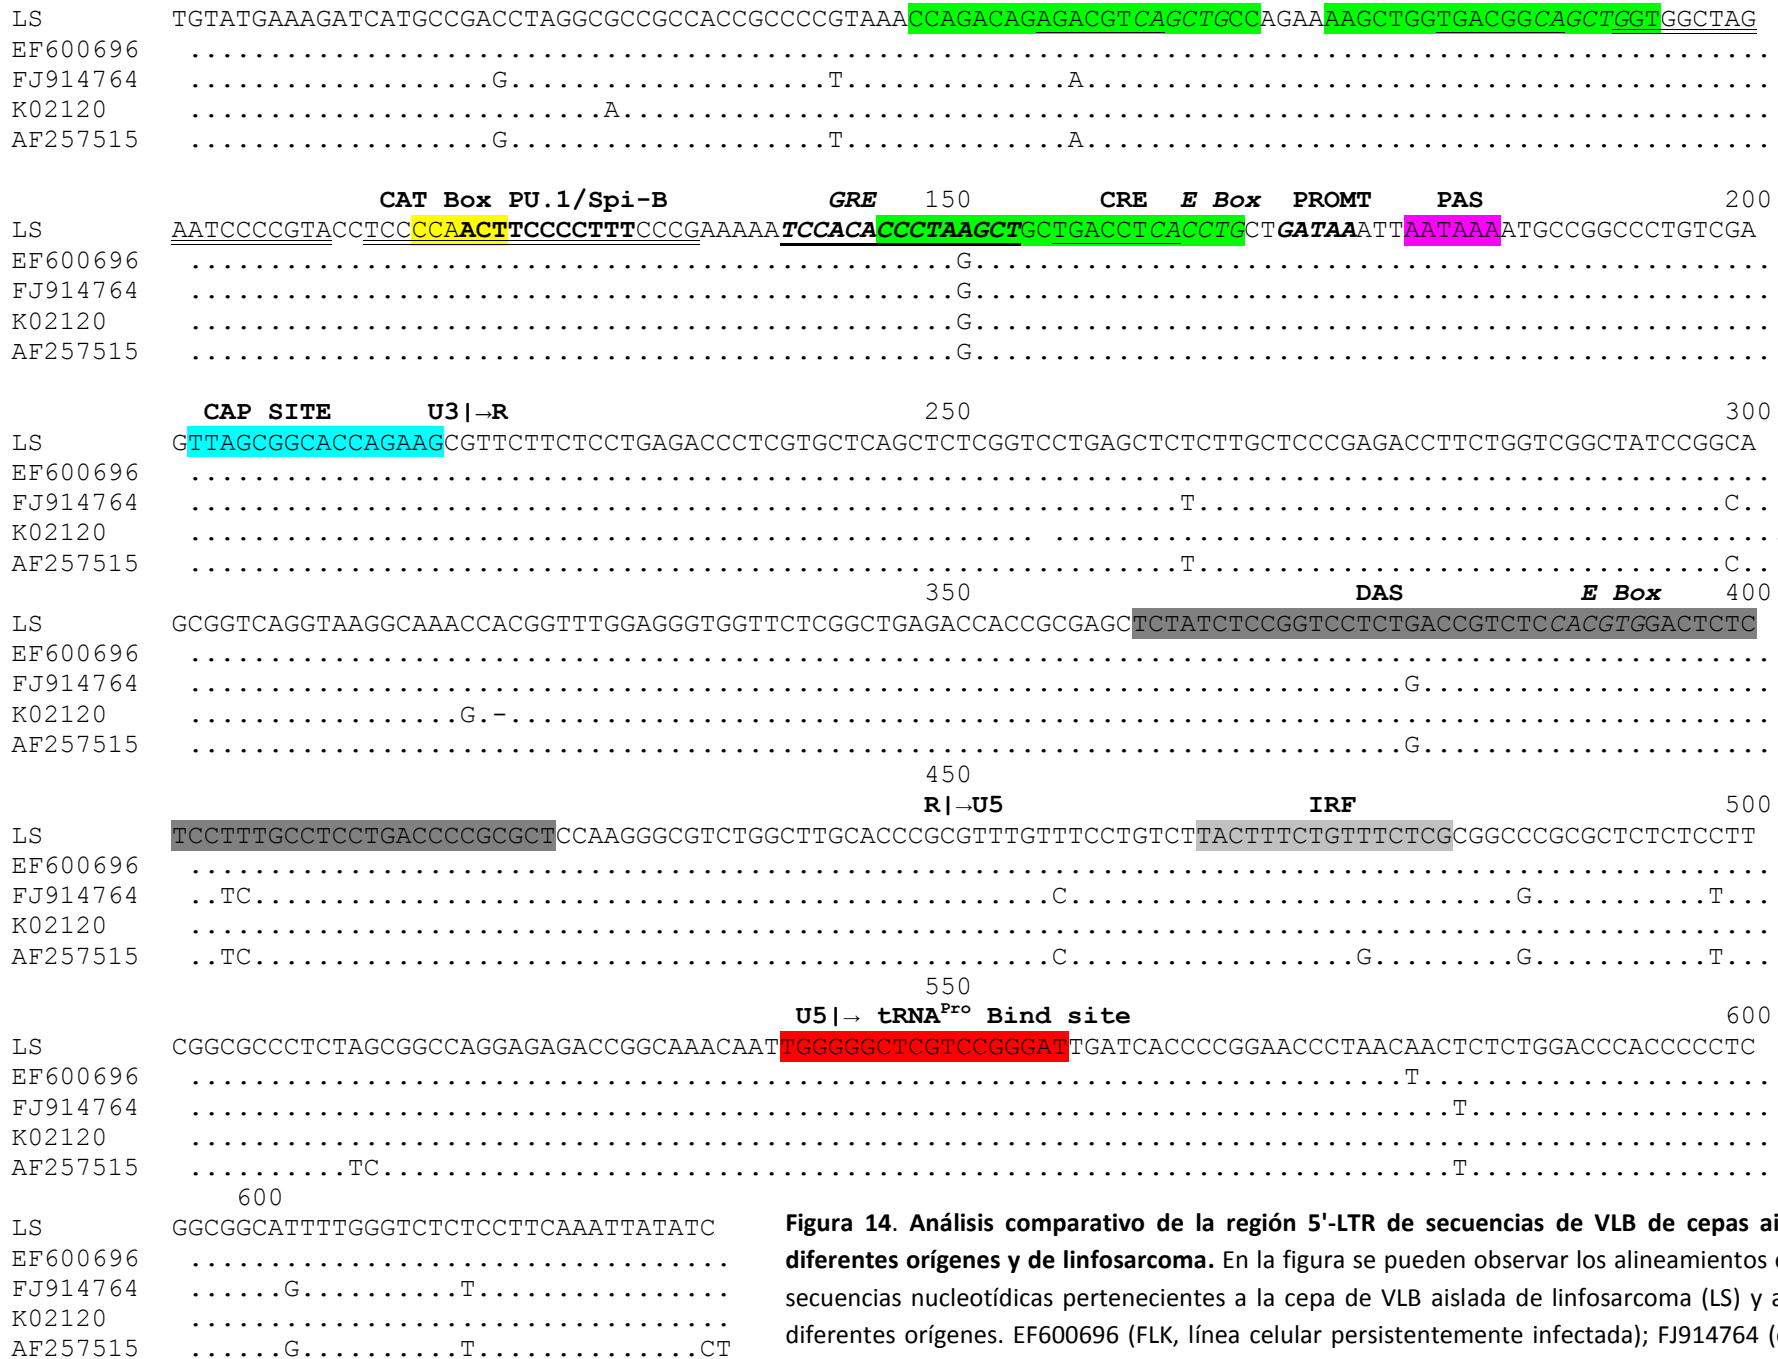 LS TGTATGAAAGATCATGCCGACCTAGGCGCCGCCACCGCCCCGTAAACCAGACAGAGACGTCAGCTGCCAGAAAAGCTGGTGACGGCAGCTGGTGGCTAG
EF600696 ...................................................................................................
FJ914764 ...................G....................T..............A...........................................
K02120 ..........................A........................................................................
AF257515 ...................G....................T..............A...........................................
CAT Box PU.1/Spi-B GRE 150 CRE E Box PROMT PAS 200
LS AATCCCCGTACCTCCCCAACTTCCCCTTTCCCGAAAAATCCACACCCTAAGCTGCTGACCTCACCTGCTGATAAATTAATAAAATGCCGGCCCTGTCGA
EF600696 ................................................G..................................................
FJ914764 ................................................G..................................................
K02120 ................................................G..................................................
AF257515 ................................................G..................................................
CAP SITE U3|→R 250 300
LS GTTAGCGGCACCAGAAGCGTTCTTCTCCTGAGACCCTCGTGCTCAGCTCTCGGTCCTGAGCTCTCTTGCTCCCGAGACCTTCTGGTCGGCTATCCGGCA
EF600696 ...................................................................................................
FJ914764 ..............................................................T.................................C..
K02120 ..................................................... ..............................................
AF257515 ..............................................................T.................................C..
350 DAS E Box 400
LS GCGGTCAGGTAAGGCAAACCACGGTTTGGAGGGTGGTTCTCGGCTGAGACCACCGCGAGCTCTATCTCCGGTCCTCTGACCGTCTCCACGTGGACTCTC
EF600696 ...................................................................................................
FJ914764 ............................................................................G......................
K02120 .................G.-...............................................................................
AF257515 ............................................................................G......................
450
R|→U5 IRF 500
LS TCCTTTGCCTCCTGACCCCGCGCTCCAAGGGCGTCTGGCTTGCACCCGCGTTTGTTTCCTGTCTTACTTTCTGTTTCTCGCGGCCCGCGCTCTCTCCTT
EF600696 ...................................................................................................
FJ914764 ..TC..................................................C............................G...........T...
K02120 ...................................................................................................
AF257515 ..TC..................................................C..................G.........G...........T...
550
U5|→ tRNAPro Bind site 600
LS CGGCGCCCTCTAGCGGCCAGGAGAGACCGGCAAACAATTGGGGGCTCGTCCGGGATTGATCACCCCGGAACCCTAACAACTCTCTGGACCCACCCCCTC
EF600696 ............................................................................T......................
FJ914764 ...............................................................................T...................
K02120 ...................................................................................................
AF257515 ..........TC...................................................................T...................
600
LS GGCGGCATTTTGGGTCTCTCCTTCAAATTATATC
EF600696 ..................................
FJ914764 ......G..........T................
K02120 ..................................
AF257515 ......G..........T..............CT
Figura 14. Análisis comparativo de la región 5'-LTR de secuencias de VLB de cepas
diferentes orígenes y de linfosarcoma. En la figura se pueden observar los alineamientos
secuencias nucleotídicas pertenecientes a la cepa de VLB aislada de linfosarcoma (LS) y
diferentes orígenes. EF600696 (FLK, línea celular persistentemente infectada); FJ914764